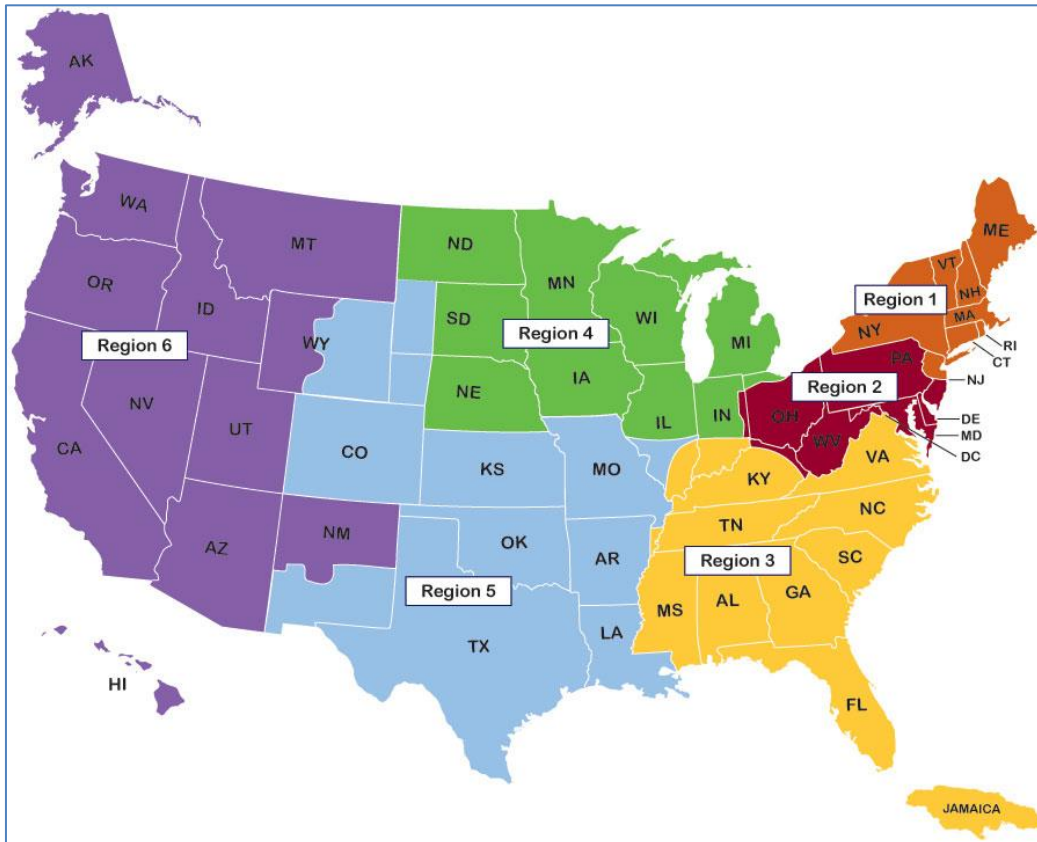 AK
WA
MT
ND
MN
ME
VT
NH
OR
ID
Region 1
MA
SD
WI
NY
RI
Region 6
WY
Region 4
MI
CT
PA
IA
NJ
Region 2
NE
NV
IL
IN
OH
DE
UT
WV
MD
CA
CO
DC
KS
MO
VA
KY
NC
TN
NM
OK
AZ
AR
Region 3
SC
Region 5
GA
MS
AL
LA
TX
HI
FL
JAMAICA